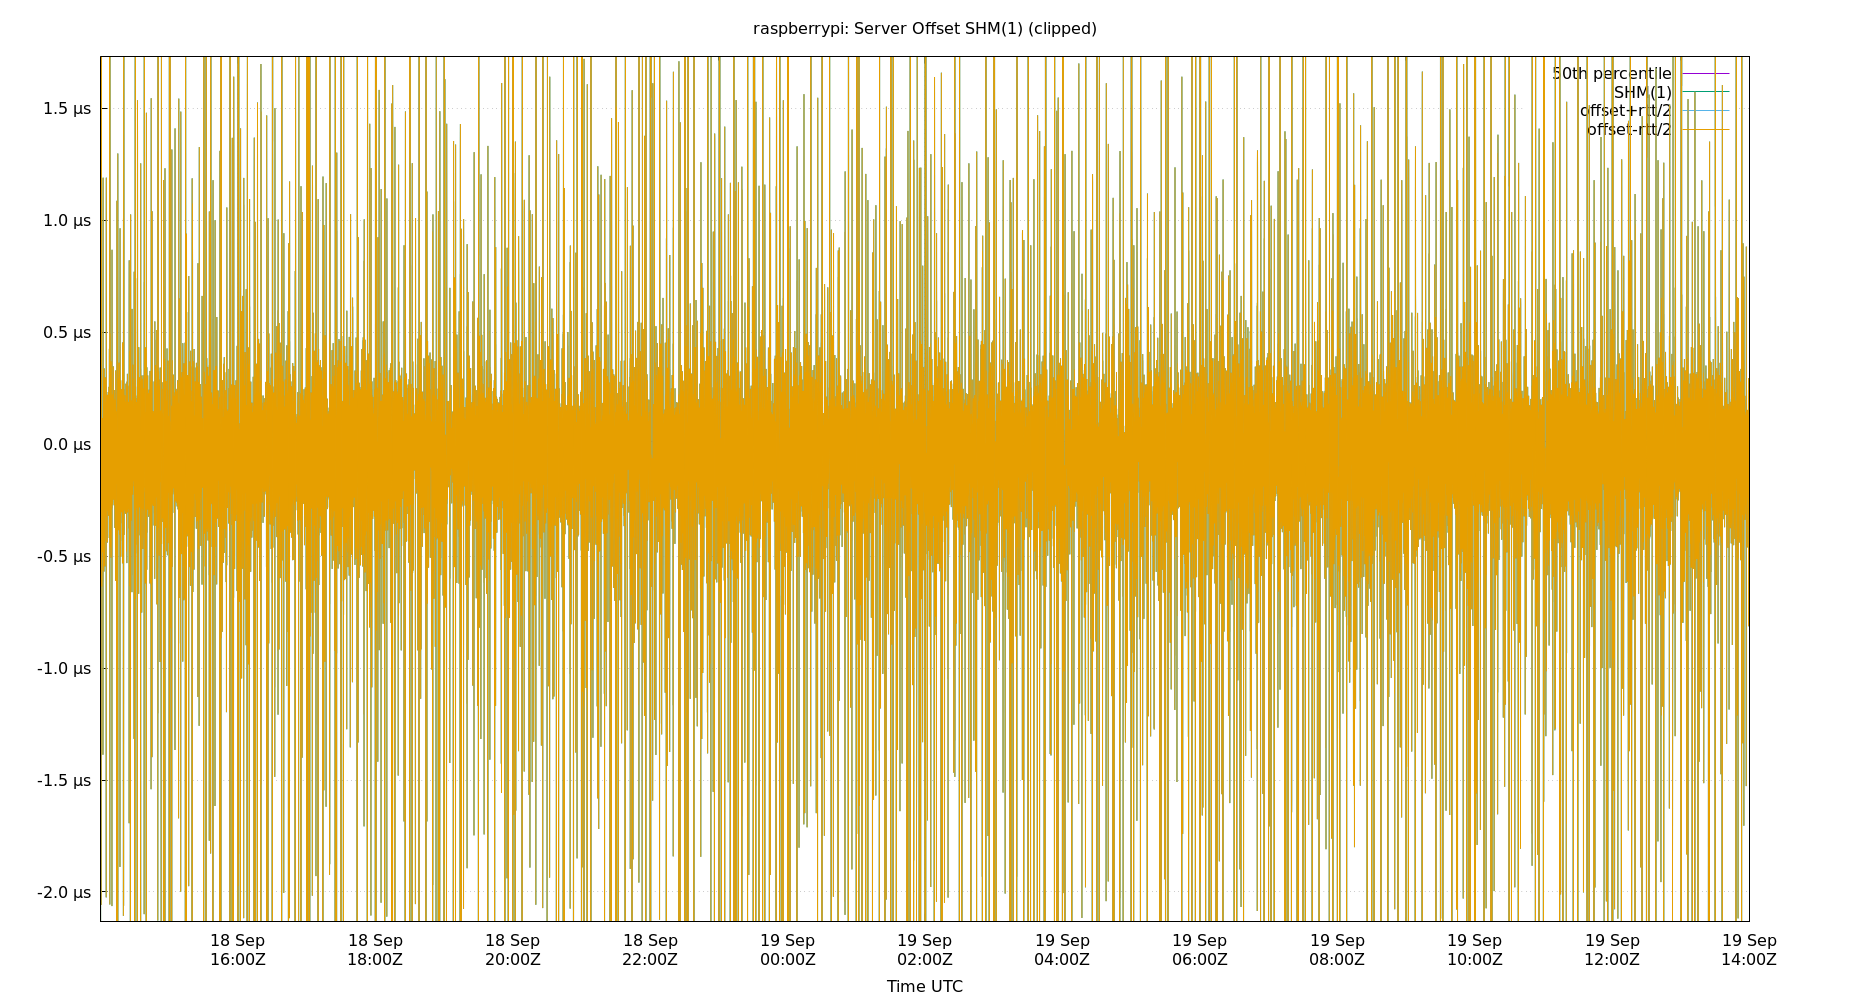 raspberrypi: Server Offset SHM(1) (clipped)
50th percentile
SHM(1)
offset+rtt/2
offset-rtt/2
1.5 µs
1.0 µs
0.5 µs
0.0 µs
-0.5 µs
-1.0 µs
-1.5 µs
-2.0 µs
18 Sep 18 Sep 18 Sep 18 Sep 19 Sep 19 Sep 19 Sep 19 Sep 19 Sep 19 Sep 19 Sep 19 Sep
16:00Z 18:00Z 20:00Z 22:00Z 00:00Z 02:00Z 04:00Z 06:00Z 08:00Z 10:00Z 12:00Z 14:00Z
Time UTC